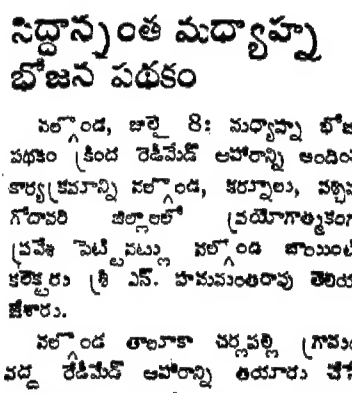 సిద్ధాన్నంత మధ్యాహ్న
భోజన పథకం
నల్గొండ, జులై 8: మధ్యాహ్న భోజ
పథకం క్రింద రెడీమేడ్ ఆహారాన్ని అందిం
కార్యక్రమాన్ని నల్గొండ, కర్నూలు, పశ్చిమ
గోదావరి జిల్లాలలో ప్రయోగాత్మకంగ
ప్రవేశ పెట్టినట్లు నల్గొండ జాయింట్
కలెక్టరు శ్రీ ఎన్. హనుమంతరావు తెలియ
జేశారు.
నల్గొండ తాలూకా చర్లపల్లి గ్రామం
వద్ద రేడీమేడ్ ఆహారాన్ని తయారు చేసే